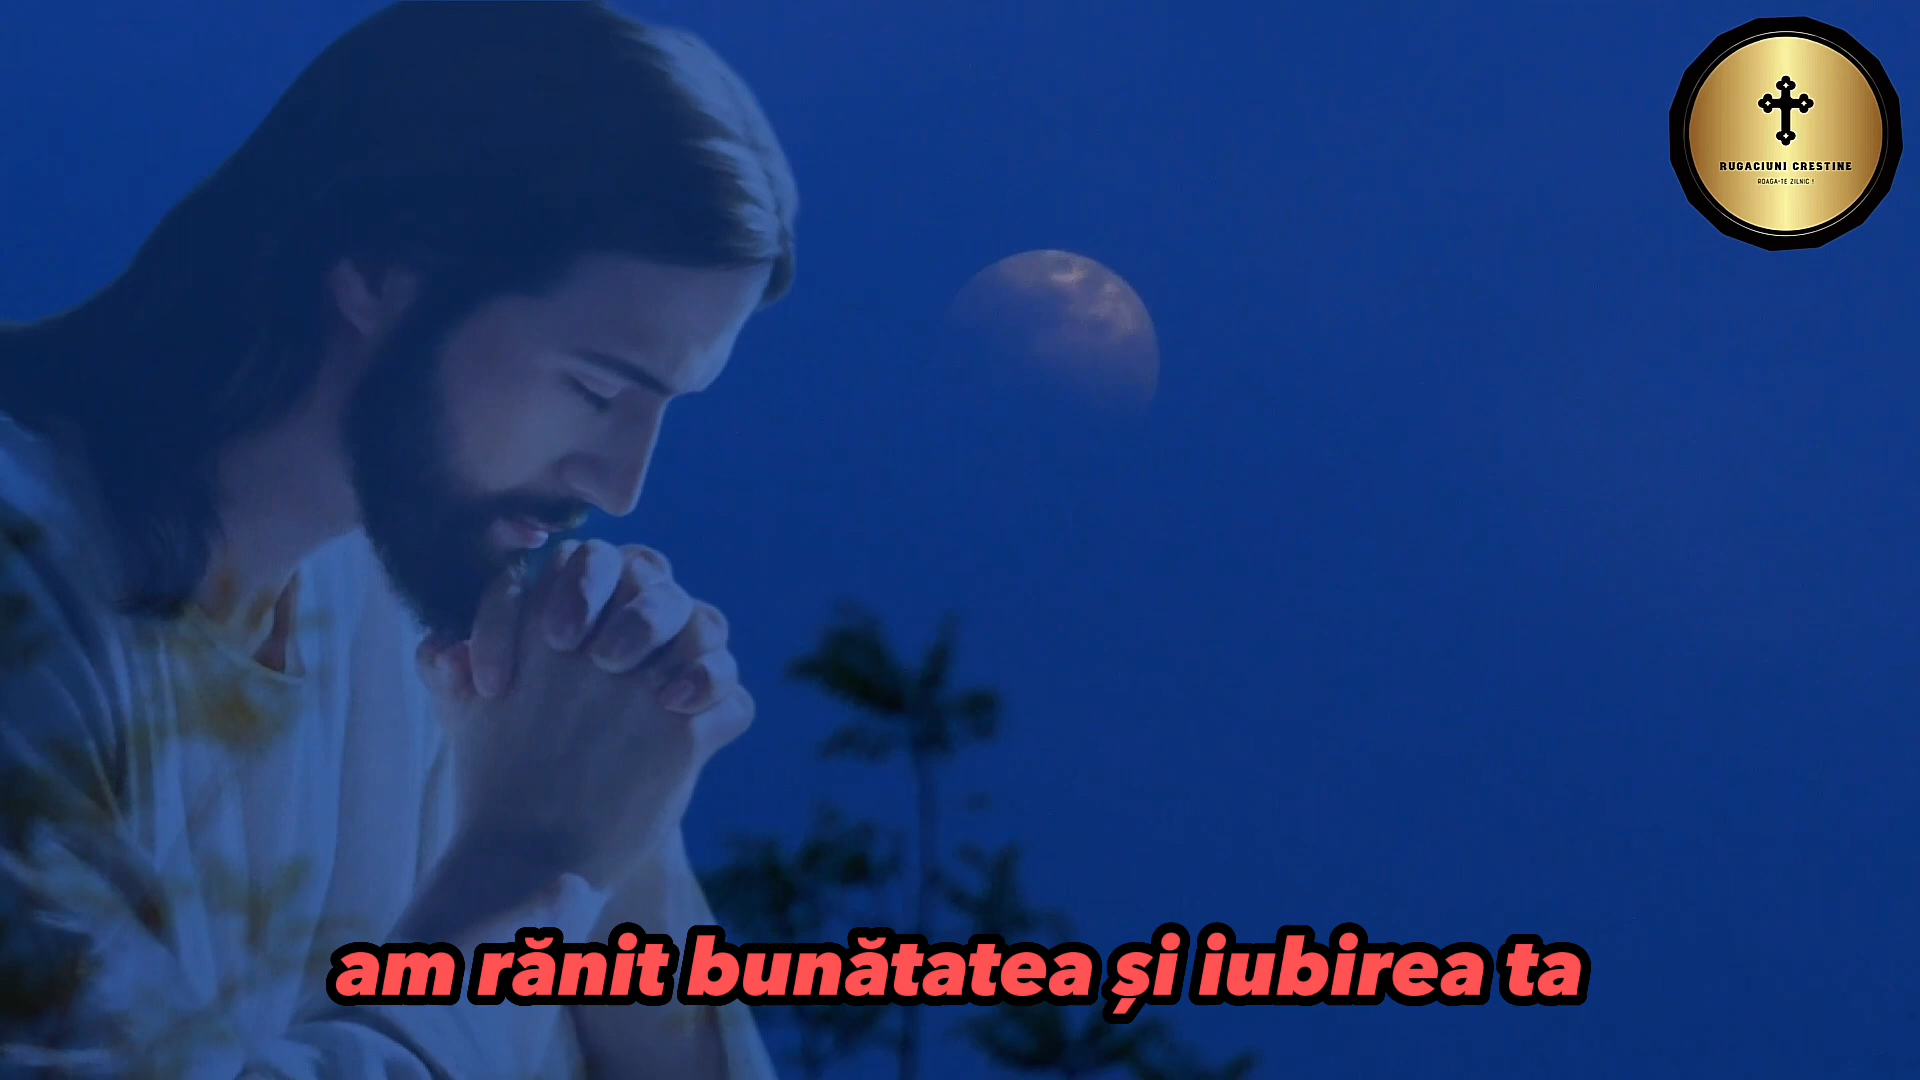 RUGACIUNI CRESTINE
ROAGA-TE ZILNIC !
am rănit bunătatea și iubirea ta